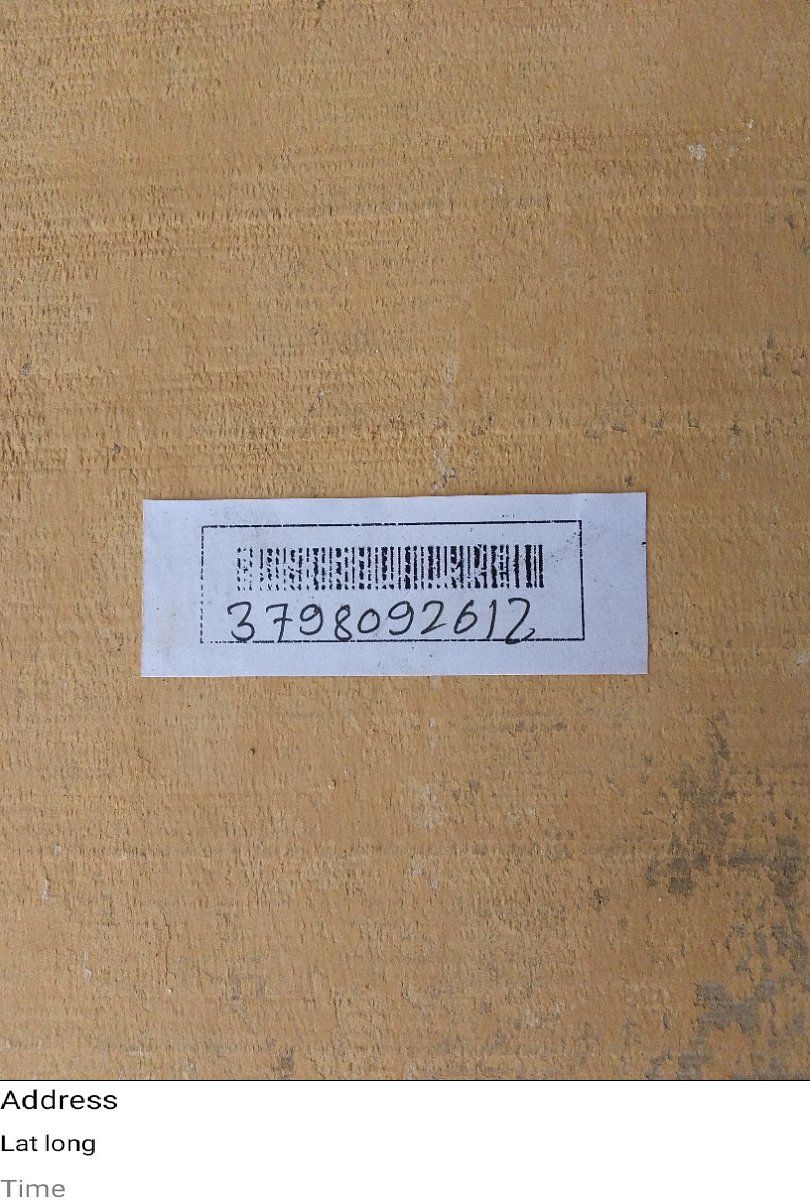 3798092612
Address
Lat long
Time